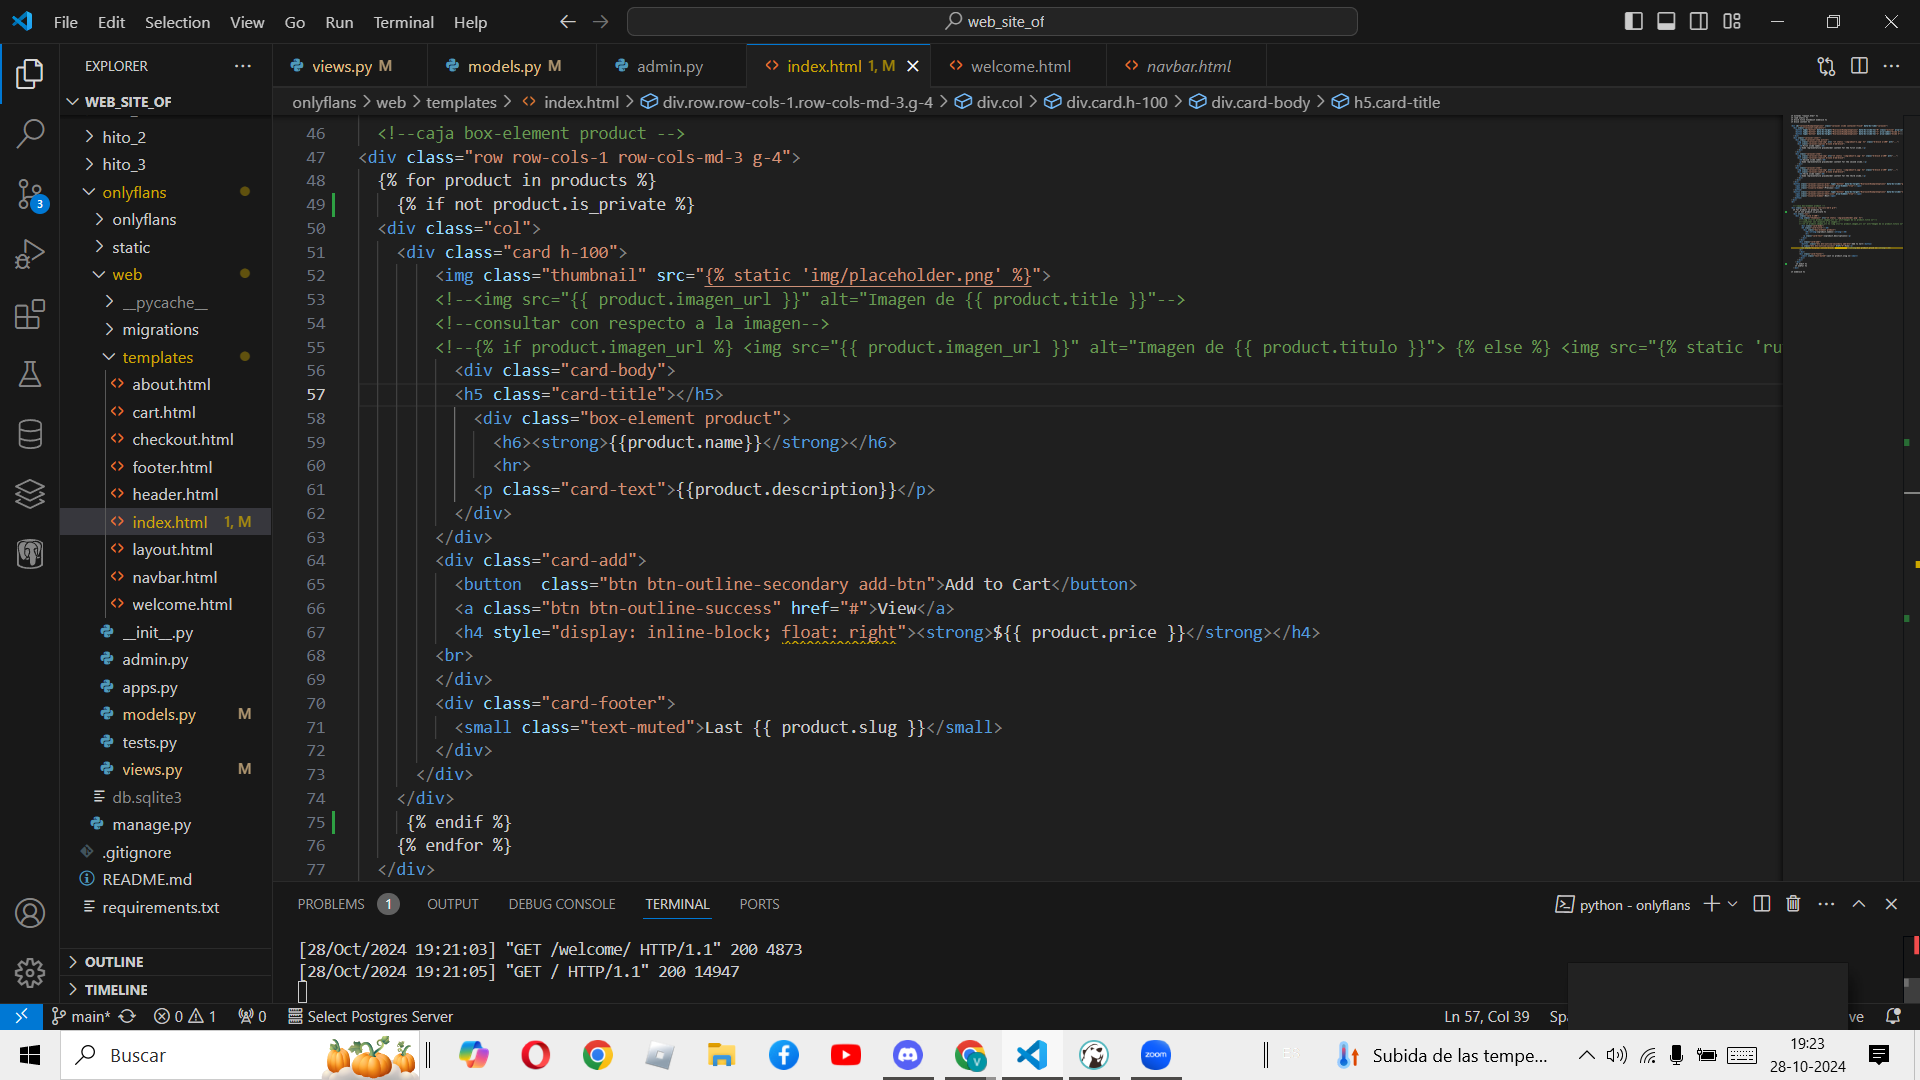 File Edit Selection View Go Run Terminal Help
web_site_of
EXPLORER
views.py M
models.py M
admin.py
index.html 1, M
welcome.html
navbar.html
WEB_SITE_OF
onlyflans > web > templates > index.html > div.row.row-cols-1.row-cols-md-3.g-4 > div.col > div.card.h-100 > div.card-body > h5.card-title
hito_2
hito_3
onlyflans
onlyflans
static
web
__pycache__
migrations
templates
about.html
cart.html
checkout.html
footer.html
header.html
index.html 1, M
layout.html
navbar.html
welcome.html
__init__.py
admin.py
apps.py
models.py M
tests.py
views.py M
db.sqlite3
manage.py
.gitignore
README.md
requirements.txt
OUTLINE
TIMELINE
3
46 <!--caja box-element product -->
47 <div class="row row-cols-1 row-cols-md-3 g-4">
48 {% for product in products %}
49 {% if not product.is_private %}
50 <div class="col">
51 <div class="card h-100">
52 <img class="thumbnail" src="{% static 'img/placeholder.png' %}">
53 <!--<img src="{{ product.imagen_url }}" alt="Imagen de {{ product.title }}"-->
54 <!--consultar con respecto a la imagen-->
55 <!--{% if product.imagen_url %} <img src="{{ product.imagen_url }}" alt="Imagen de {{ product.titulo }}"> {% else %} <img src="{% static 'ru
56 <div class="card-body">
57 <h5 class="card-title"></h5>
58 <div class="box-element product">
59 <h6><strong>{{product.name}}</strong></h6>
60 <hr>
61 <p class="card-text">{{product.description}}</p>
62 </div>
63 </div>
64 <div class="card-add">
65 <button  class="btn btn-outline-secondary add-btn">Add to Cart</button>
66 <a class="btn btn-outline-success" href="#">View</a>
67 <h4 style="display: inline-block; float: right"><strong>${{ product.price }}</strong></h4>
68 <br>
69 </div>
70 <div class="card-footer">
71 <small class="text-muted">Last {{ product.slug }}</small>
72 </div>
73 </div>
74 </div>
75 {% endif %}
76 {% endfor %}
77 </div>
PROBLEMS 1 OUTPUT DEBUG CONSOLE TERMINAL PORTS
python - onlyflans
[28/Oct/2024 19:21:03] "GET /welcome/ HTTP/1.1" 200 4873
[28/Oct/2024 19:21:05] "GET / HTTP/1.1" 200 14947
main* 0 1 0 Select Postgres Server
Ln 57, Col 39 Sp ve
Buscar
zoom
Subida de las tempe...
19:23
28-10-2024